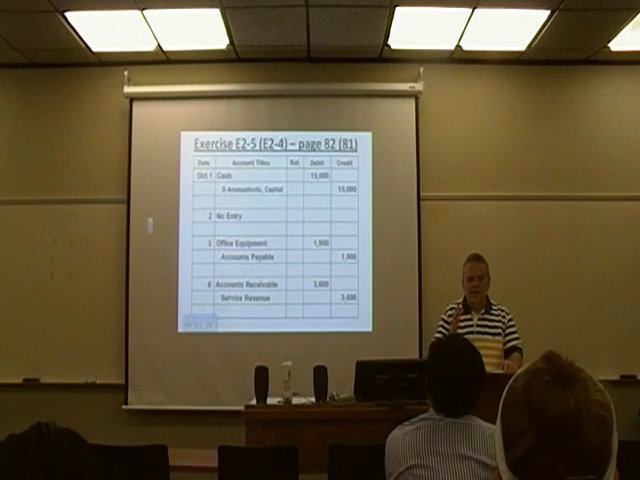 Exercise E2-5 (E2-4) – page 82 (81)
Date Account Titles Ref. Debit Credit
Oct 1 Cash 15,000
Capital 15,000
2 No Entry
3 Office Equipment 1,900
Accounts Payable 1,900
6 Accounts Receivable 3,600
Service Revenue 3,600